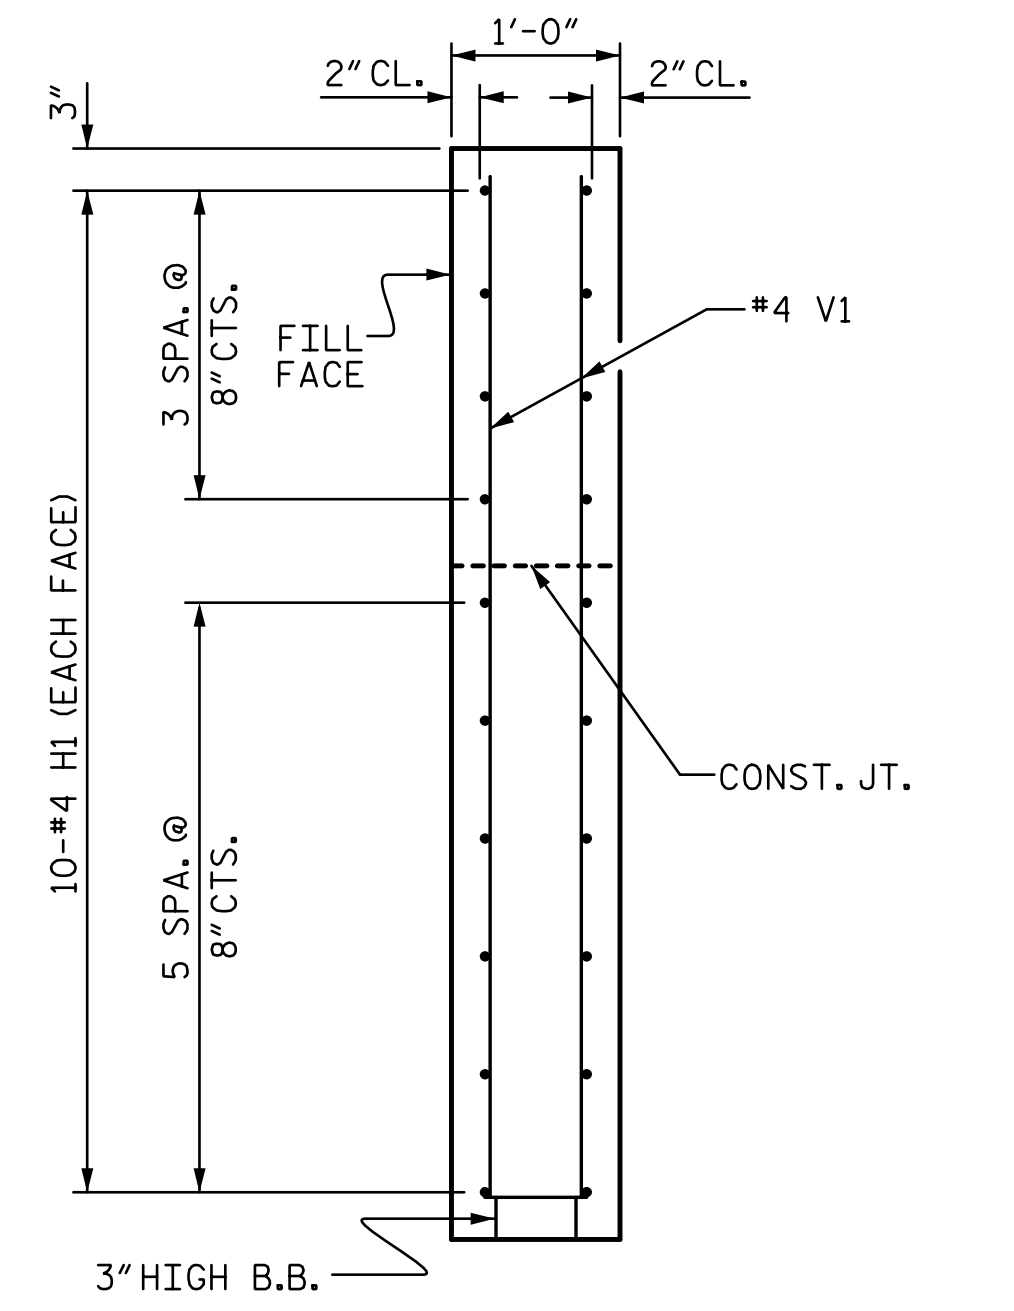 1'-0"
2" CL.
2" CL.
3"
3 SPA. @
8" CTS.
FILL
FACE
#4 V1
10-#4 H1 (EACH FACE)
CONST. JT.
5 SPA. @
8" CTS.
3" HIGH B.B.